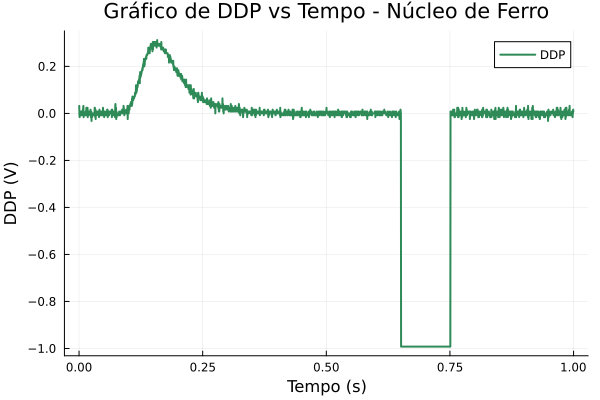 Gráfico de DDP vs Tempo - Núcleo de Ferro
DDP
DDP (V)
0.2
0.0
−0.2
−0.4
−0.6
−0.8
−1.0
0.00 0.25 0.50 0.75 1.00
Tempo (s)